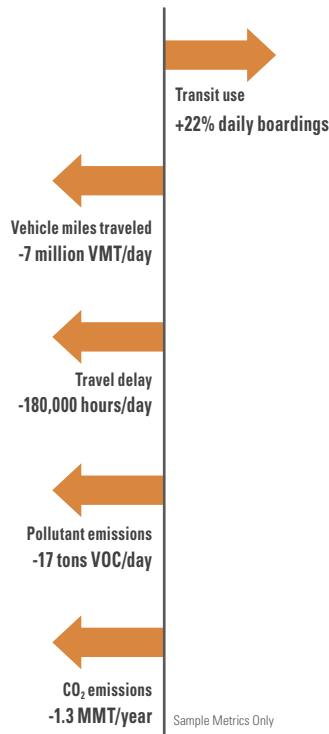 Transit use
+22% daily boardings
Vehicle miles traveled
-7 million VMT/day
Travel delay
-180,000 hours/day
Pollutant emissions
-17 tons VOC/day
CO₂ emissions
-1.3 MMT/year
Sample Metrics Only